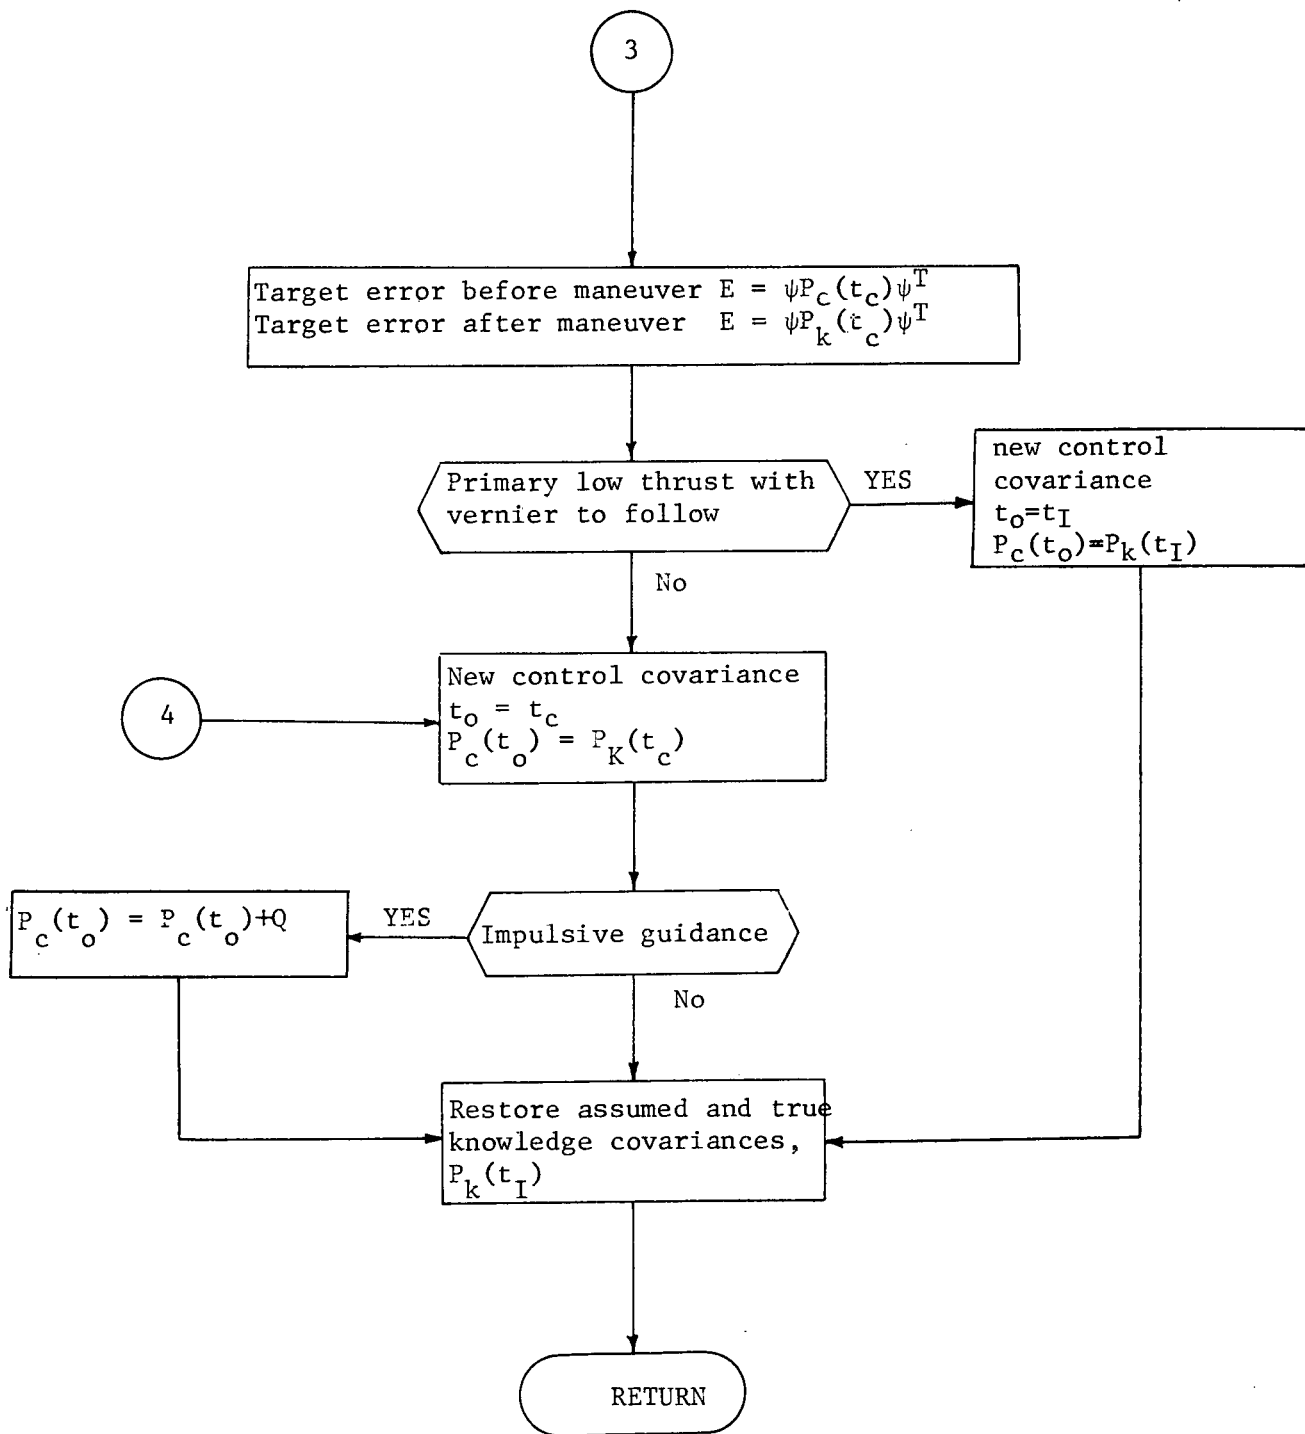 3
Target error before maneuver E = ψP_c(t_c)ψ^T
Target error after maneuver E = ψP_k(t_c)ψ^T
Primary low thrust with
vernier to follow
YES
new control
covariance
t_o=t_I
P_c(t_o)=P_k(t_I)
No
4
New control covariance
t_o = t_c
P_c(t_o) = P_K(t_c)
P_c(t_o) = P_c(t_o)+Q
YES
Impulsive guidance
No
Restore assumed and true
knowledge covariances,
P_k(t_I)
RETURN